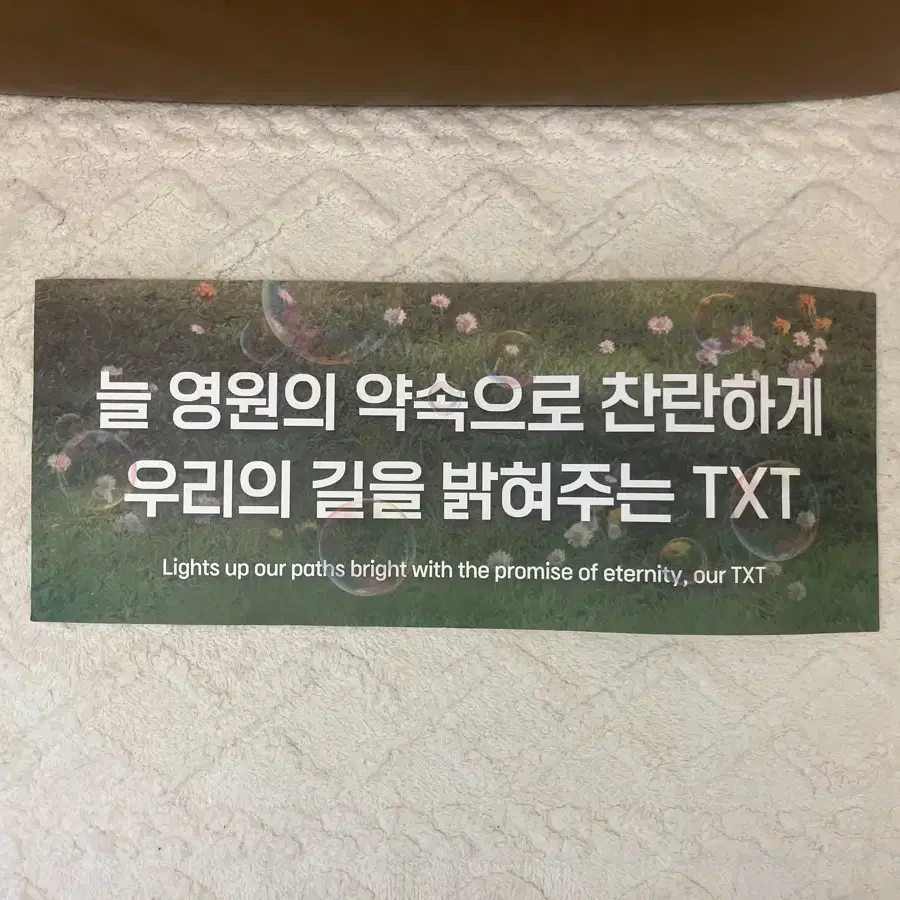 늘 영원의 약속으로 찬란하게
우리의 길을 밝혀주는 TXT
Lights up our paths bright with the promise of eternity, our TXT